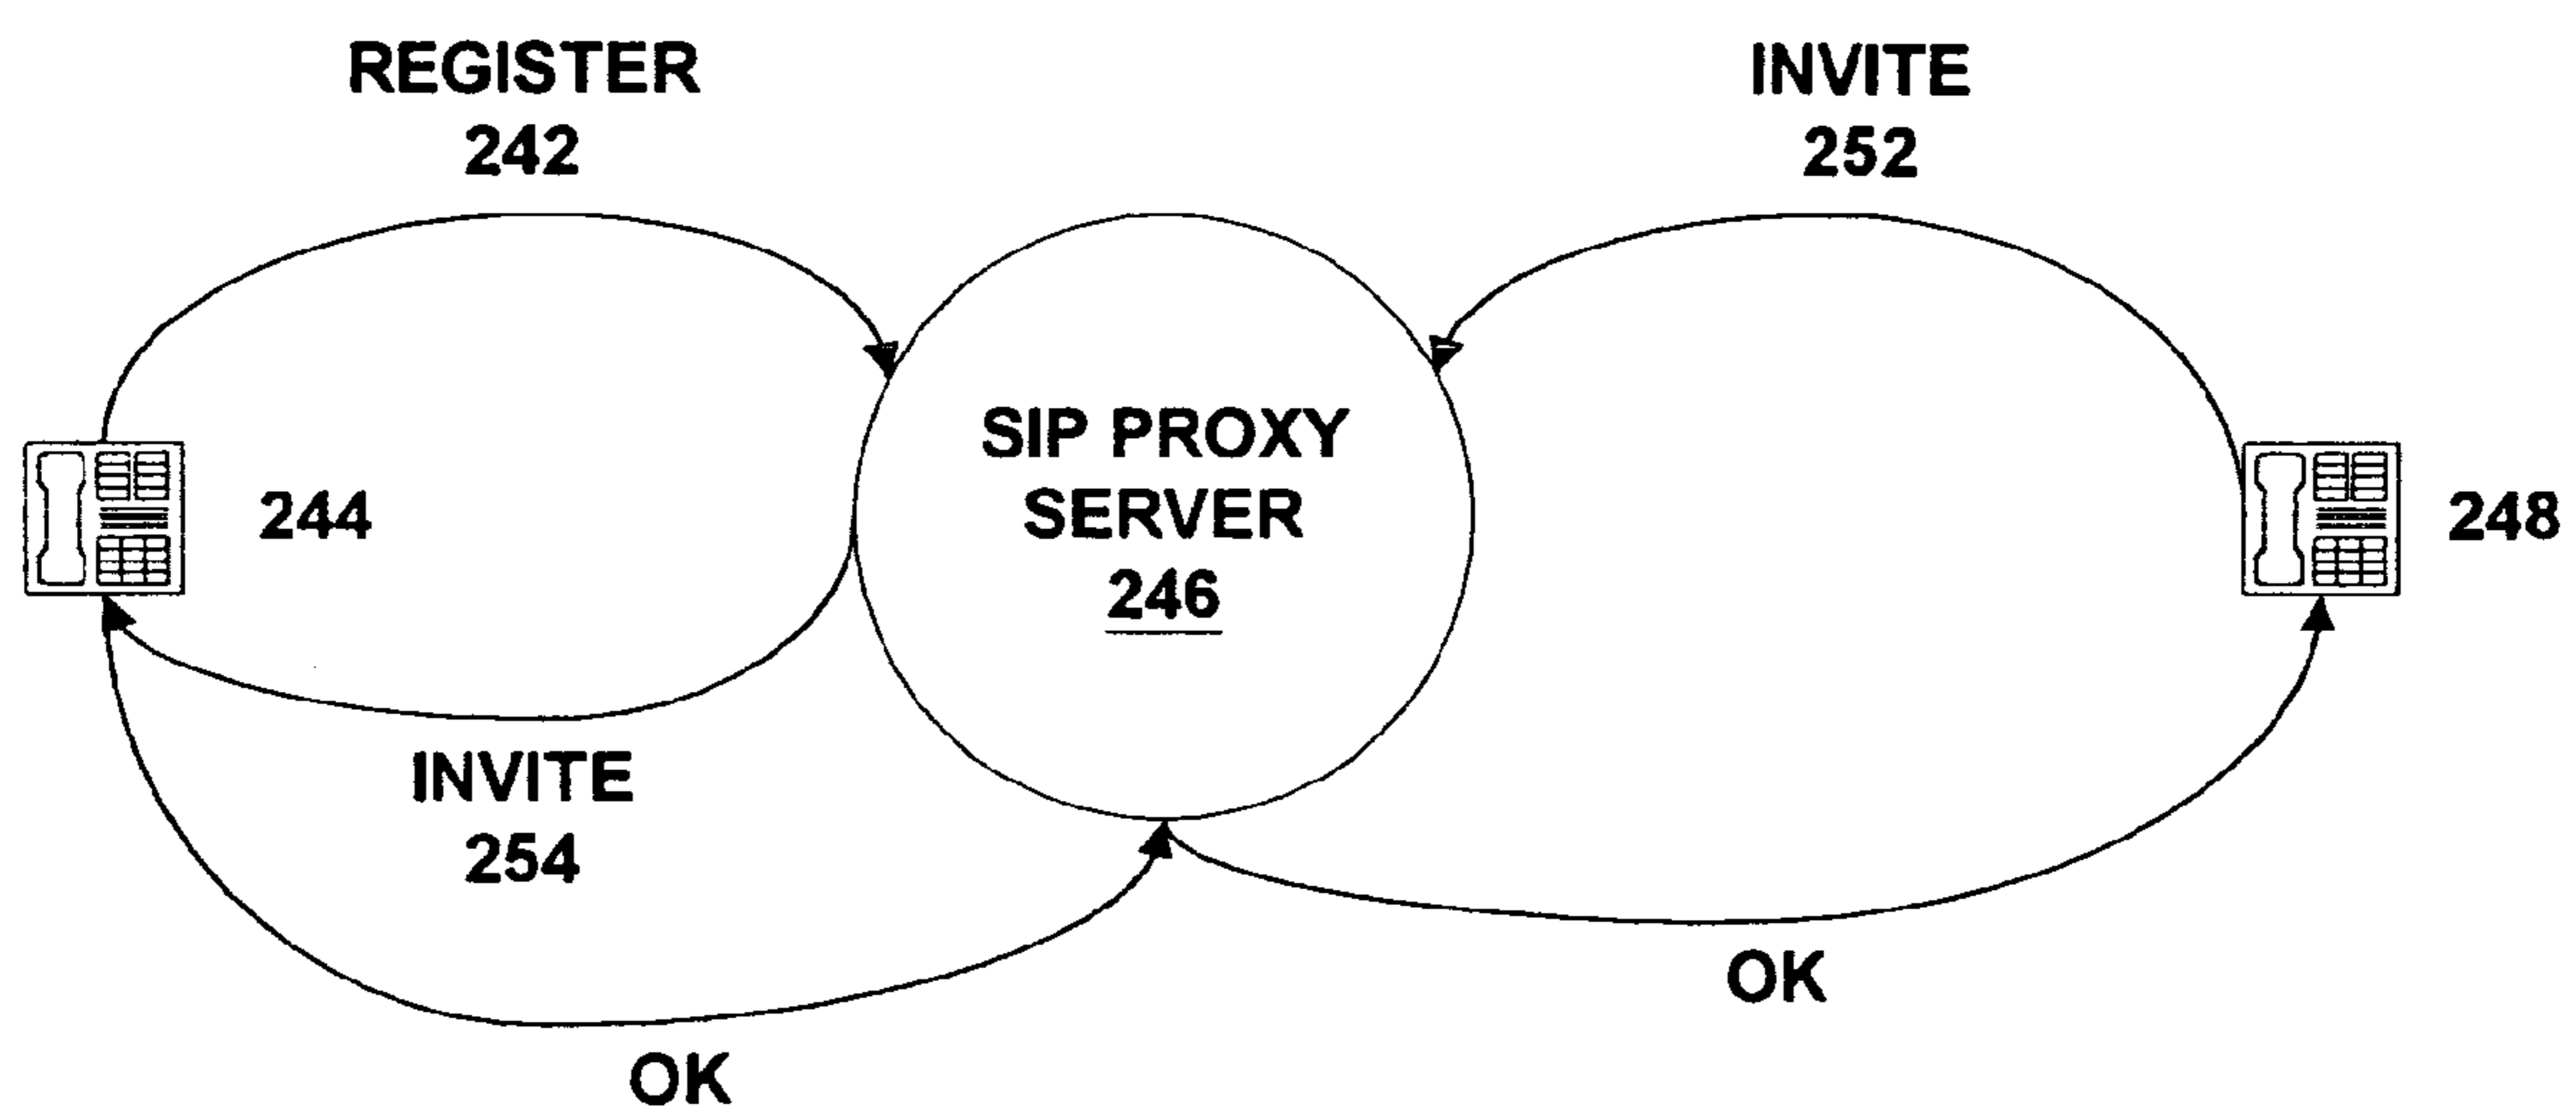 REGISTER
242
INVITE
252
SIP PROXY
SERVER
246
244
248
INVITE
254
OK
OK